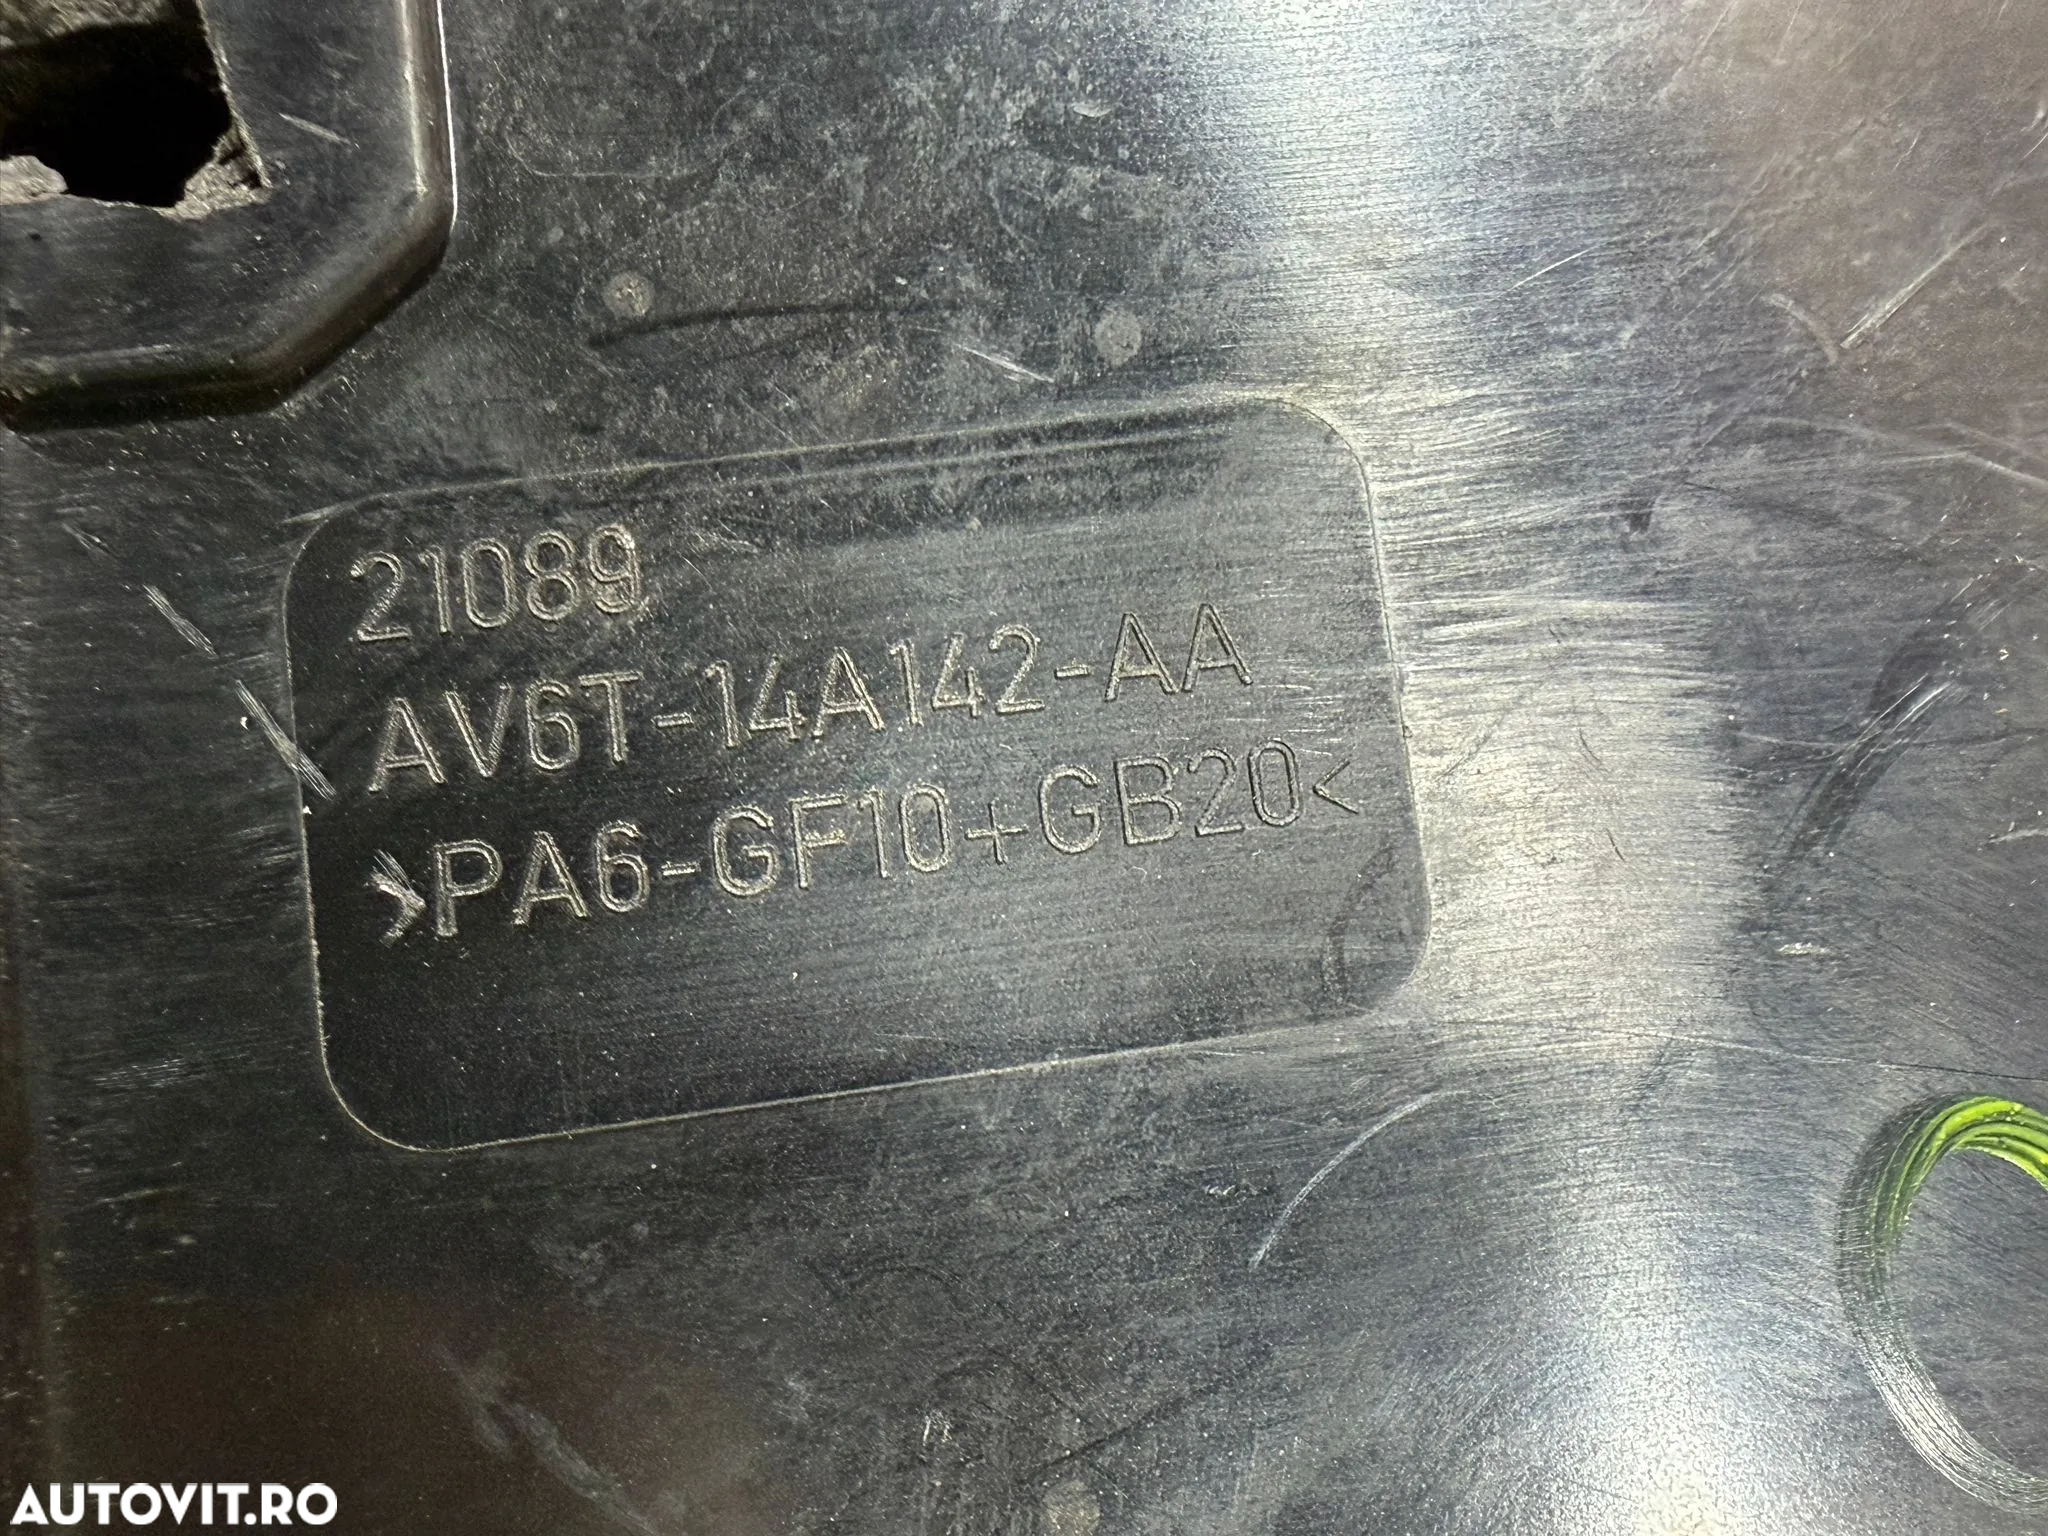 21089
AV6T-14A142-AA
>PA6-GF10+GB20<
AUTOVIT.RO